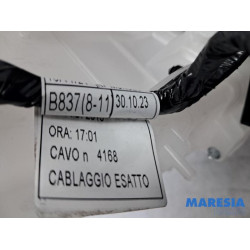 B837(8-11) 30.10.23
ORA: 17:01
CAVO n 4168
CABLAGGIO ESATTO
MARESIA